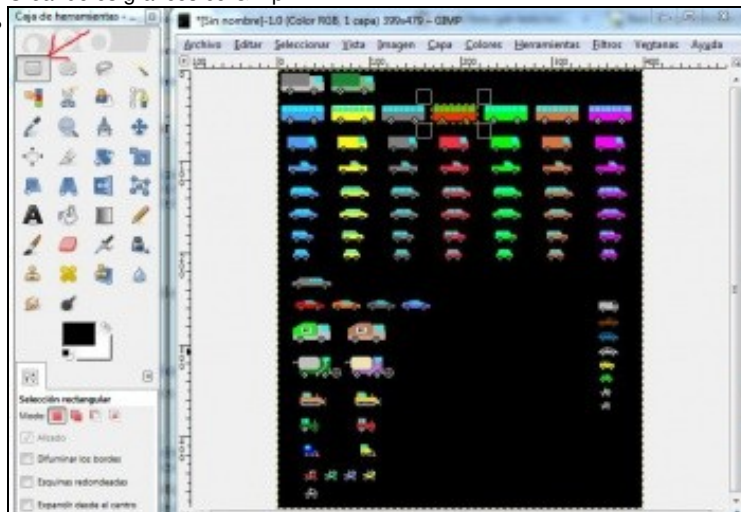 Caja de herramientas - ...
*[Sin nombre]-1.0 (Color RGB, 1 capa) 399x479 – GIMP
Archivo Editar Seleccionar Vista Imagen Capa Colores Herramientas Filtros Ventanas Ayuda
Selección rectangular
Modo:
Alisado
Difuminar los bordes
Esquinas redondeadas
Expandir desde el centro